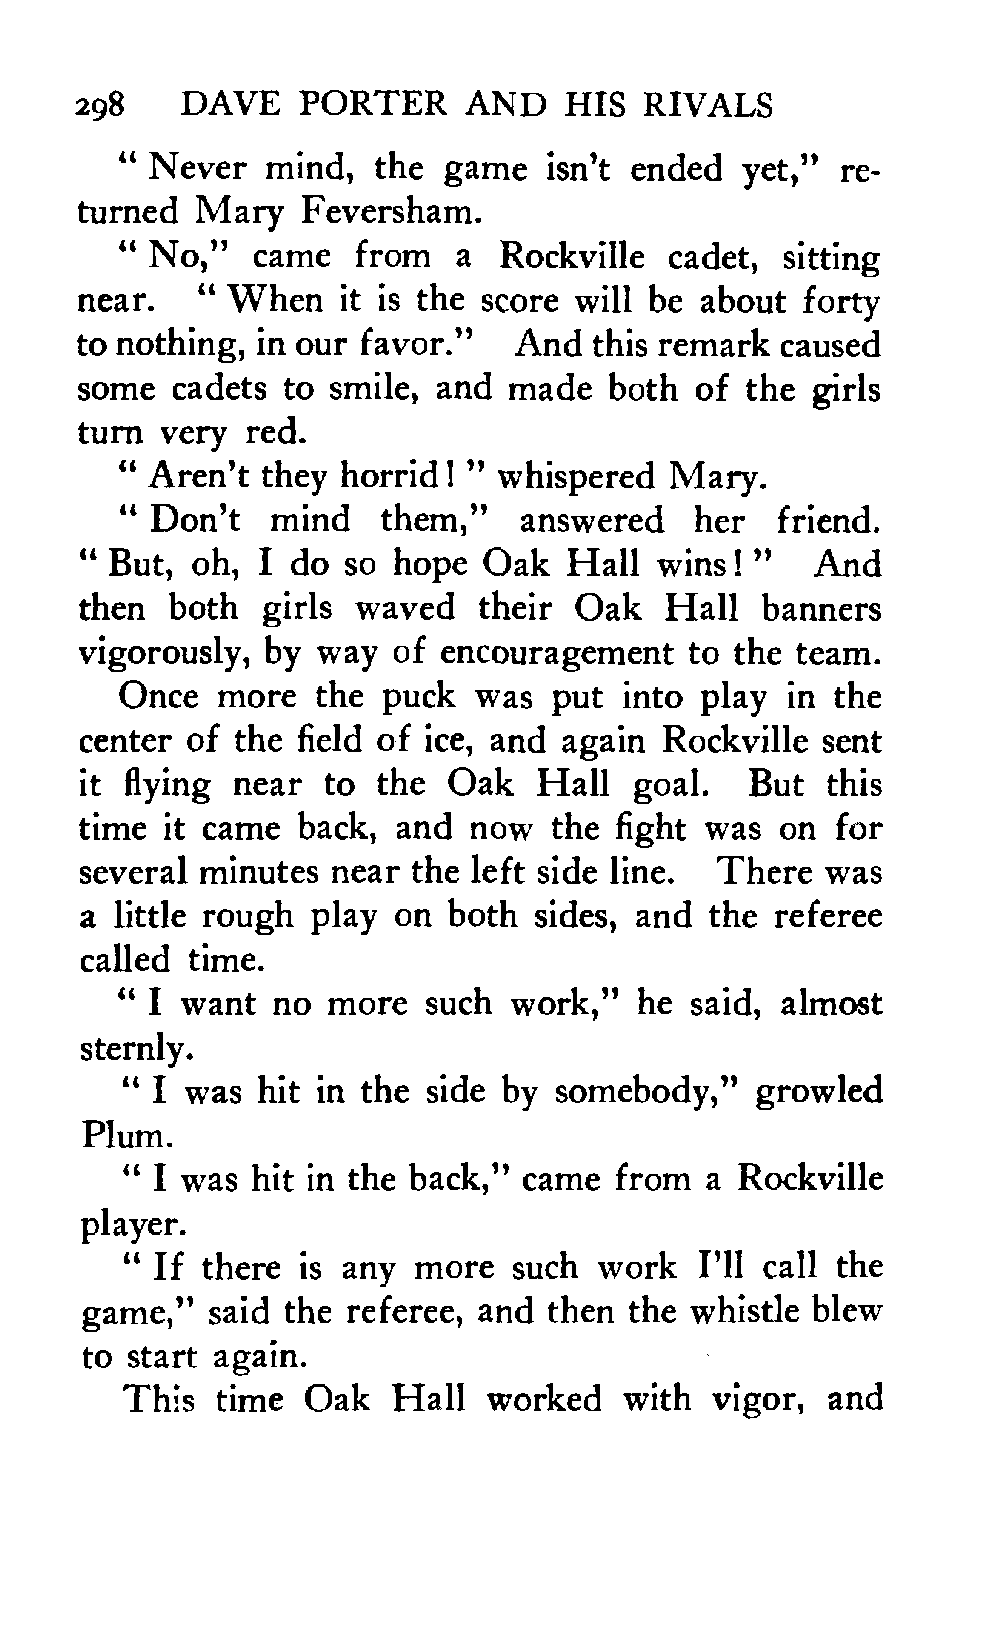 298 DAVE PORTER AND HIS RIVALS
" Never mind, the game isn't ended yet," re-
turned Mary Feversham.
" No," came from a Rockville cadet, sitting
near. " When it is the score will be about forty
to nothing, in our favor." And this remark caused
some cadets to smile, and made both of the girls
turn very red.
" Aren't they horrid! " whispered Mary.
" Don't mind them," answered her friend.
" But, oh, I do so hope Oak Hall wins! " And
then both girls waved their Oak Hall banners
vigorously, by way of encouragement to the team.
Once more the puck was put into play in the
center of the field of ice, and again Rockville sent
it flying near to the Oak Hall goal. But this
time it came back, and now the fight was on for
several minutes near the left side line. There was
a little rough play on both sides, and the referee
called time.
" I want no more such work," he said, almost
sternly.
" I was hit in the side by somebody," growled
Plum.
" I was hit in the back," came from a Rockville
player.
" If there is any more such work I'll call the
game," said the referee, and then the whistle blew
to start again.
This time Oak Hall worked with vigor, and